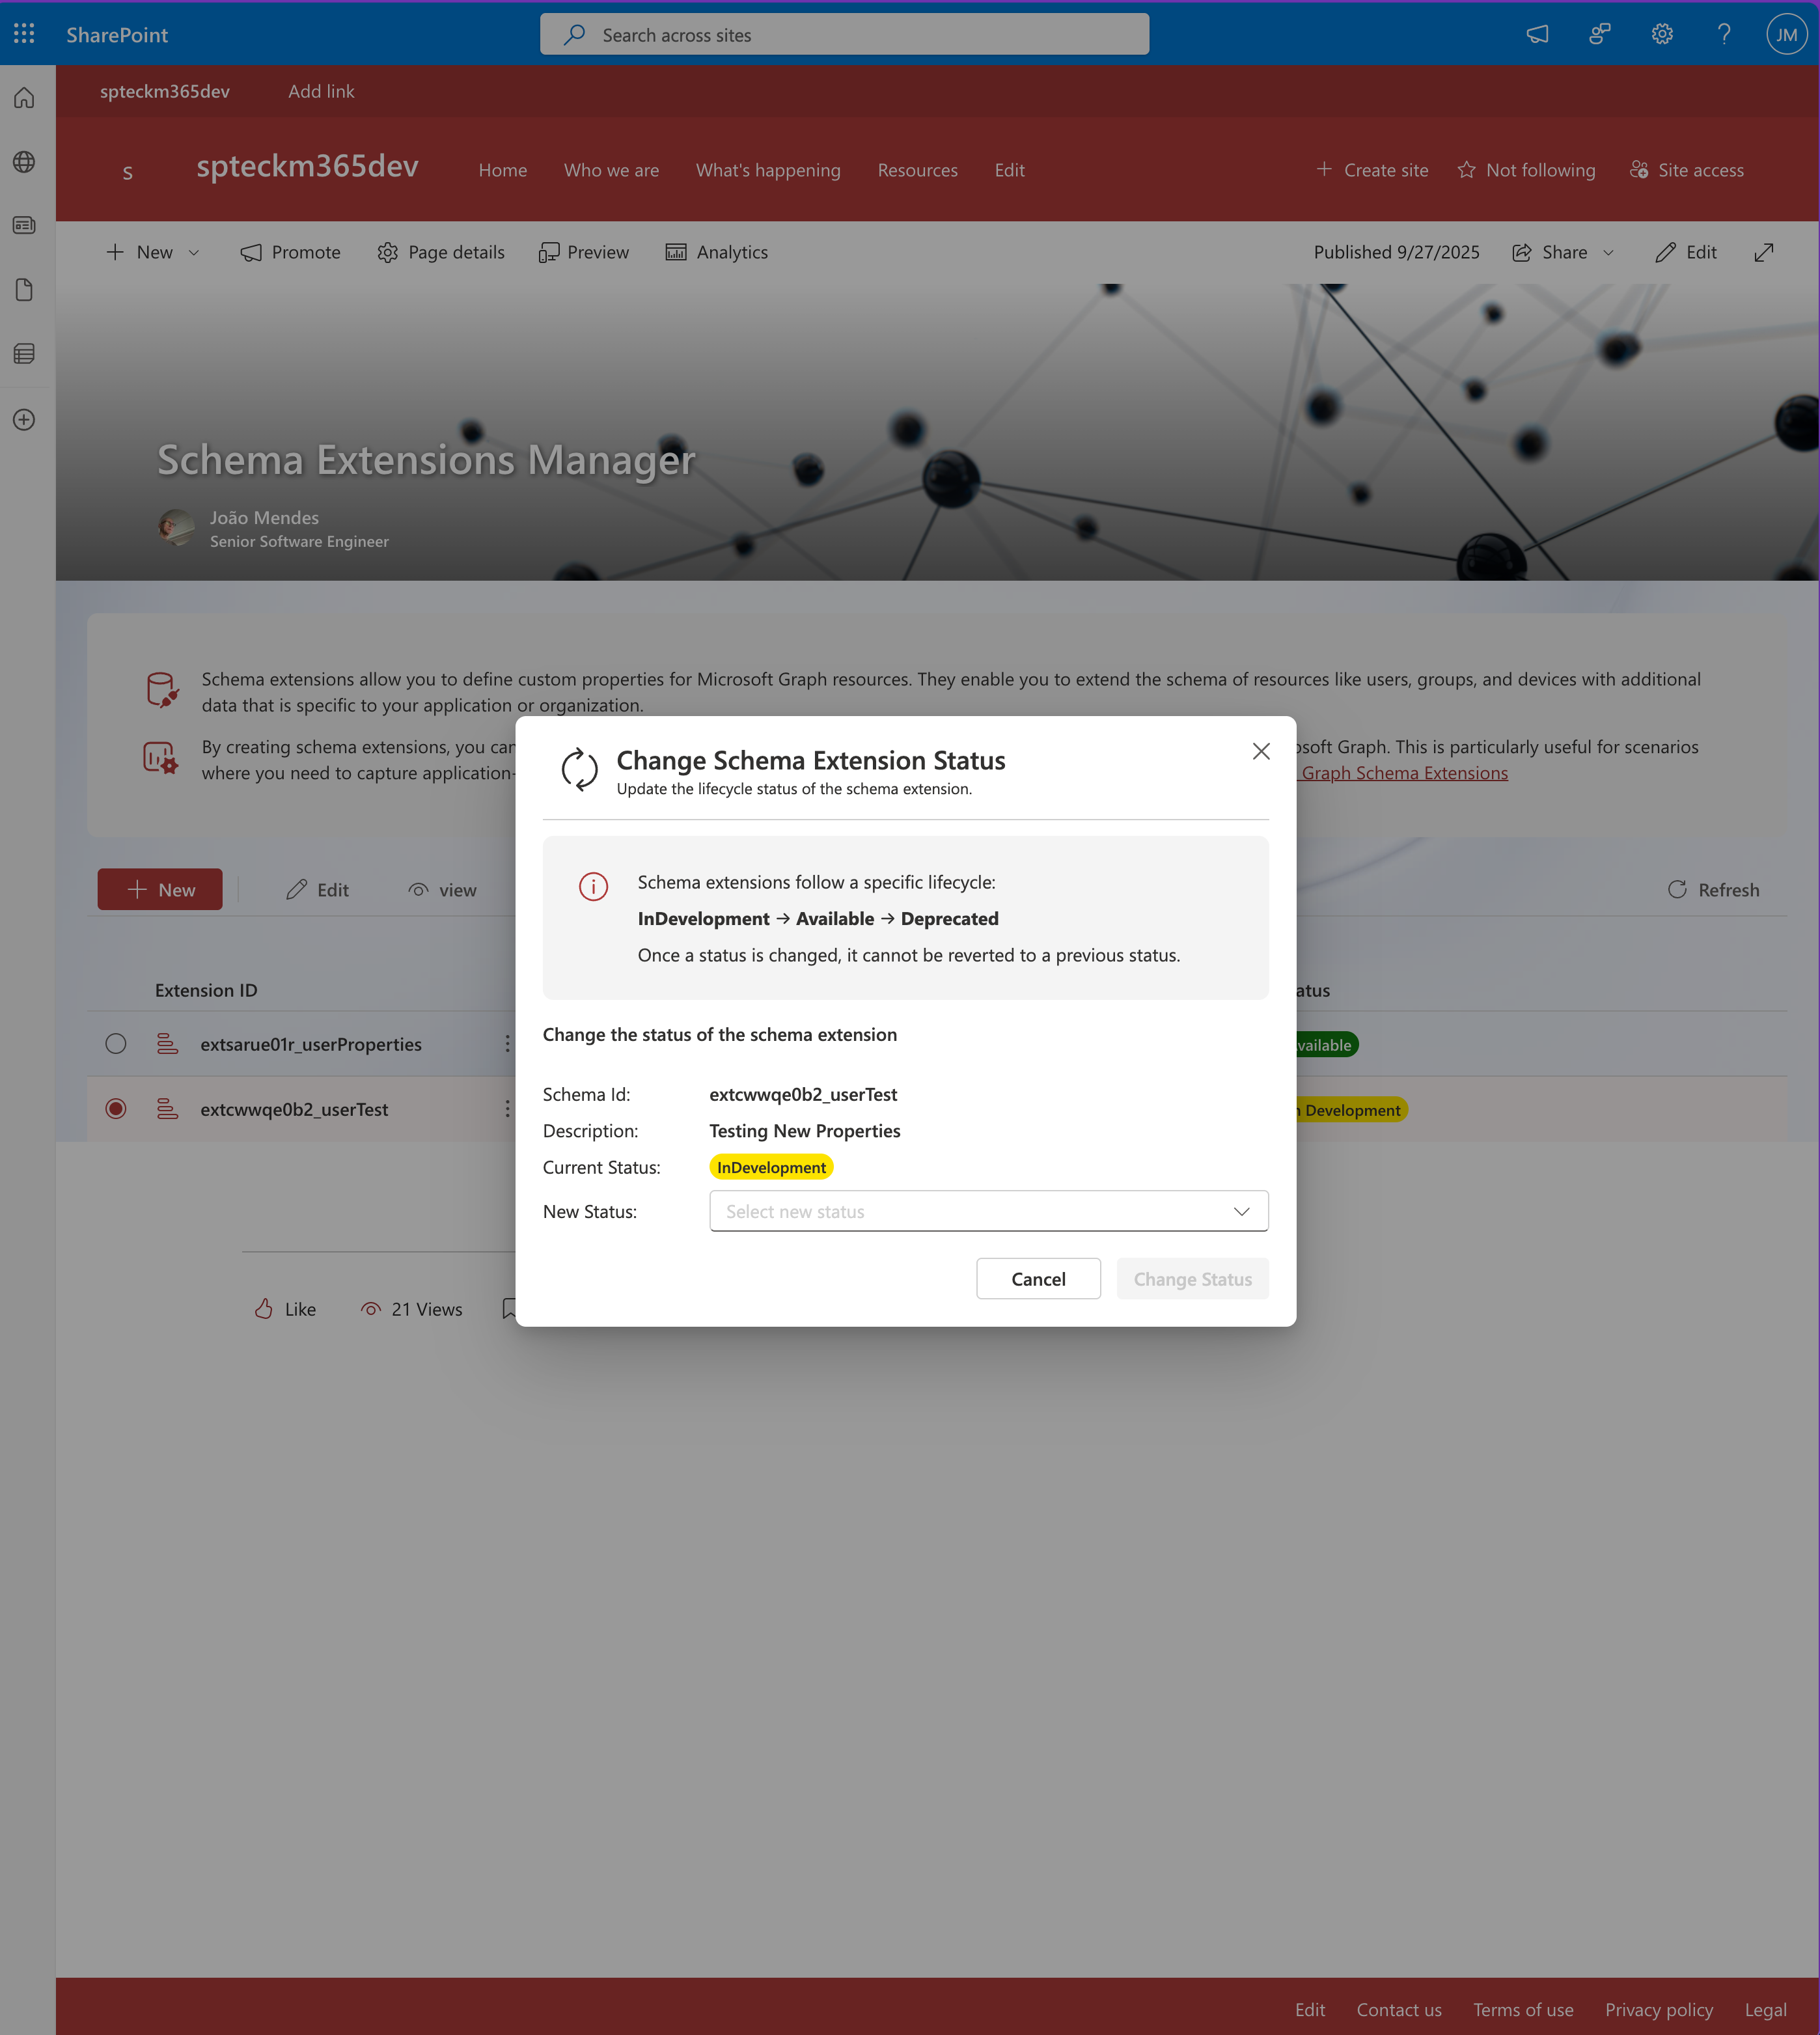 SharePoint
Search across sites
JM
spteckm365dev Add link
S spteckm365dev Home Who we are What's happening Resources Edit Create site Not following Site access
New Promote Page details Preview Analytics Published 9/27/2025 Share Edit
Schema Extensions Manager
João Mendes
Senior Software Engineer
Schema extensions allow you to define custom properties for Microsoft Graph resources. They enable you to extend the schema of resources like users, groups, and devices with additional
data that is specific to your application or organization.
By creating schema extensions, you can
osoft Graph. This is particularly useful for scenarios
where you need to capture application-
Graph Schema Extensions
New Edit view Refresh
Extension ID
atus
extsarue01r_userProperties
vailable
extcwwqe0b2_userTest
n Development
Like 21 Views
Change Schema Extension Status
Update the lifecycle status of the schema extension.
Schema extensions follow a specific lifecycle:
InDevelopment → Available → Deprecated
Once a status is changed, it cannot be reverted to a previous status.
Change the status of the schema extension
Schema Id: extcwwqe0b2_userTest
Description: Testing New Properties
Current Status: InDevelopment
New Status: Select new status
Cancel Change Status
Edit Contact us Terms of use Privacy policy Legal